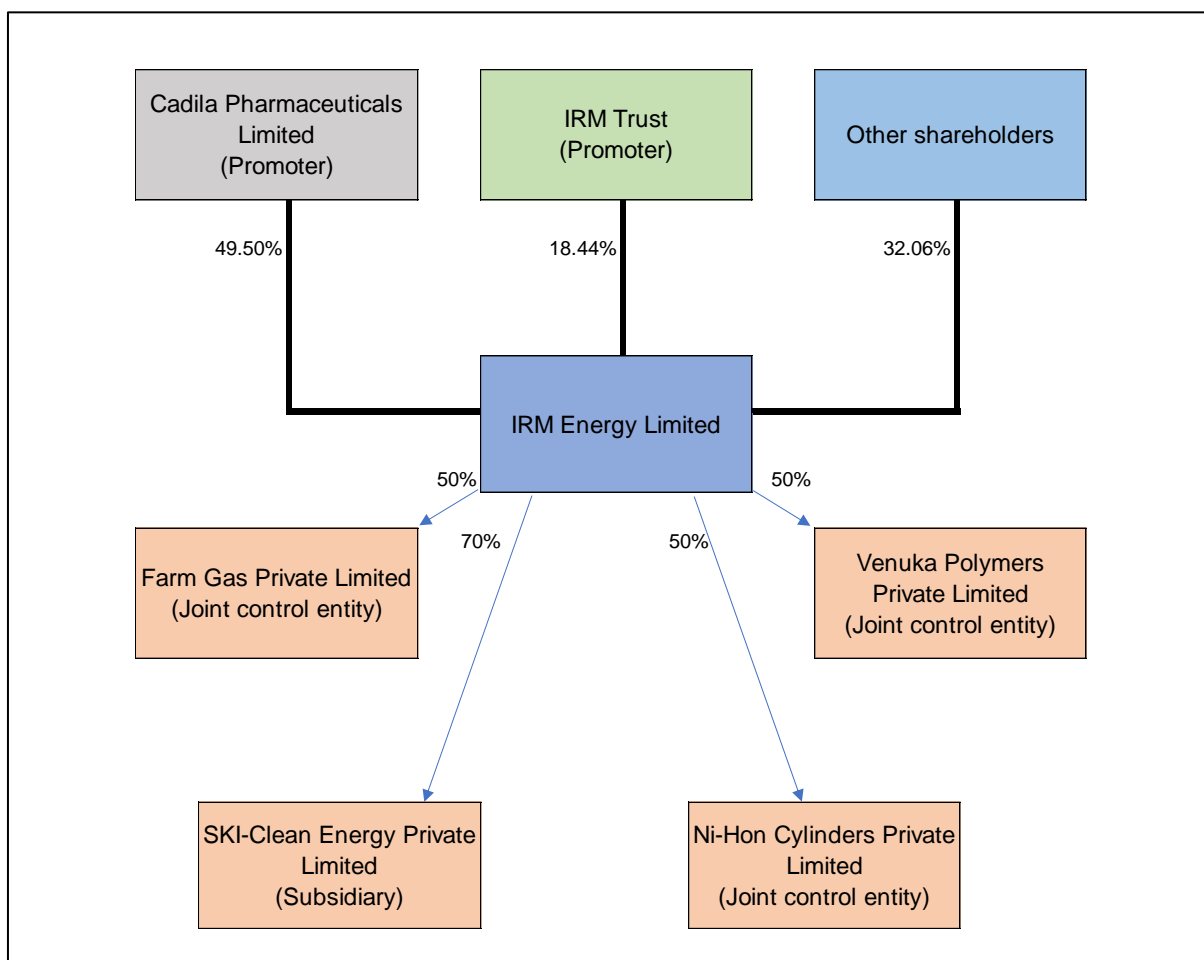 Cadila Pharmaceuticals
Limited
(Promoter)
IRM Trust
(Promoter)
Other shareholders
49.50%
18.44%
32.06%
IRM Energy Limited
50%
50%
70%
50%
Farm Gas Private Limited
(Joint control entity)
Venuka Polymers
Private Limited
(Joint control entity)
SKI-Clean Energy Private
Limited
(Subsidiary)
Ni-Hon Cylinders Private
Limited
(Joint control entity)